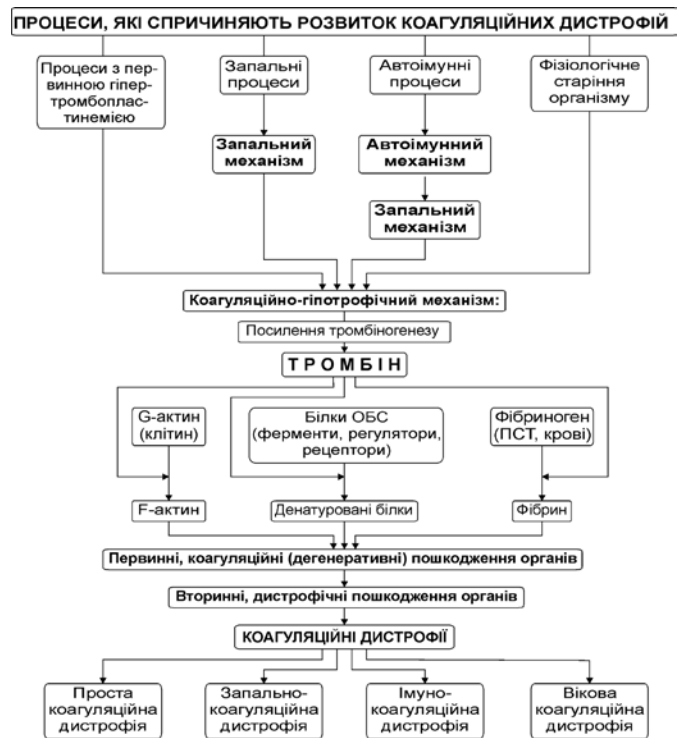 ПРОЦЕСИ, ЯКІ СПРИЧИНЯЮТЬ РОЗВИТОК КОАГУЛЯЦІЙНИХ ДИСТРОФІЙ
Процеси з пер-
винною гіпер-
тромбоплас-
тинемією
Запальні
процеси
Автоімунні
процеси
Фізіологічне
старіння
організму
Запальний
механізм
Автоімунний
механізм
Запальний
механізм
Коагуляційно-гіпотрофічний механізм:
Посилення тромбіногенезу
ТРОМБІН
G-актин
(клітин)
Білки ОБС
(ферменти, регулятори,
рецептори)
Фібриноген
(ПСТ, крові)
F-актин
Денатуровані білки
Фібрин
Первинні, коагуляційні (дегенеративні) пошкодження органів
Вторинні, дистрофічні пошкодження органів
КОАГУЛЯЦІЙНІ ДИСТРОФІЇ
Проста
коагуляційна
дистрофія
Запально-
коагуляційна
дистрофія
Імуно-
коагуляційна
дистрофія
Вікова
коагуляційна
дистрофія